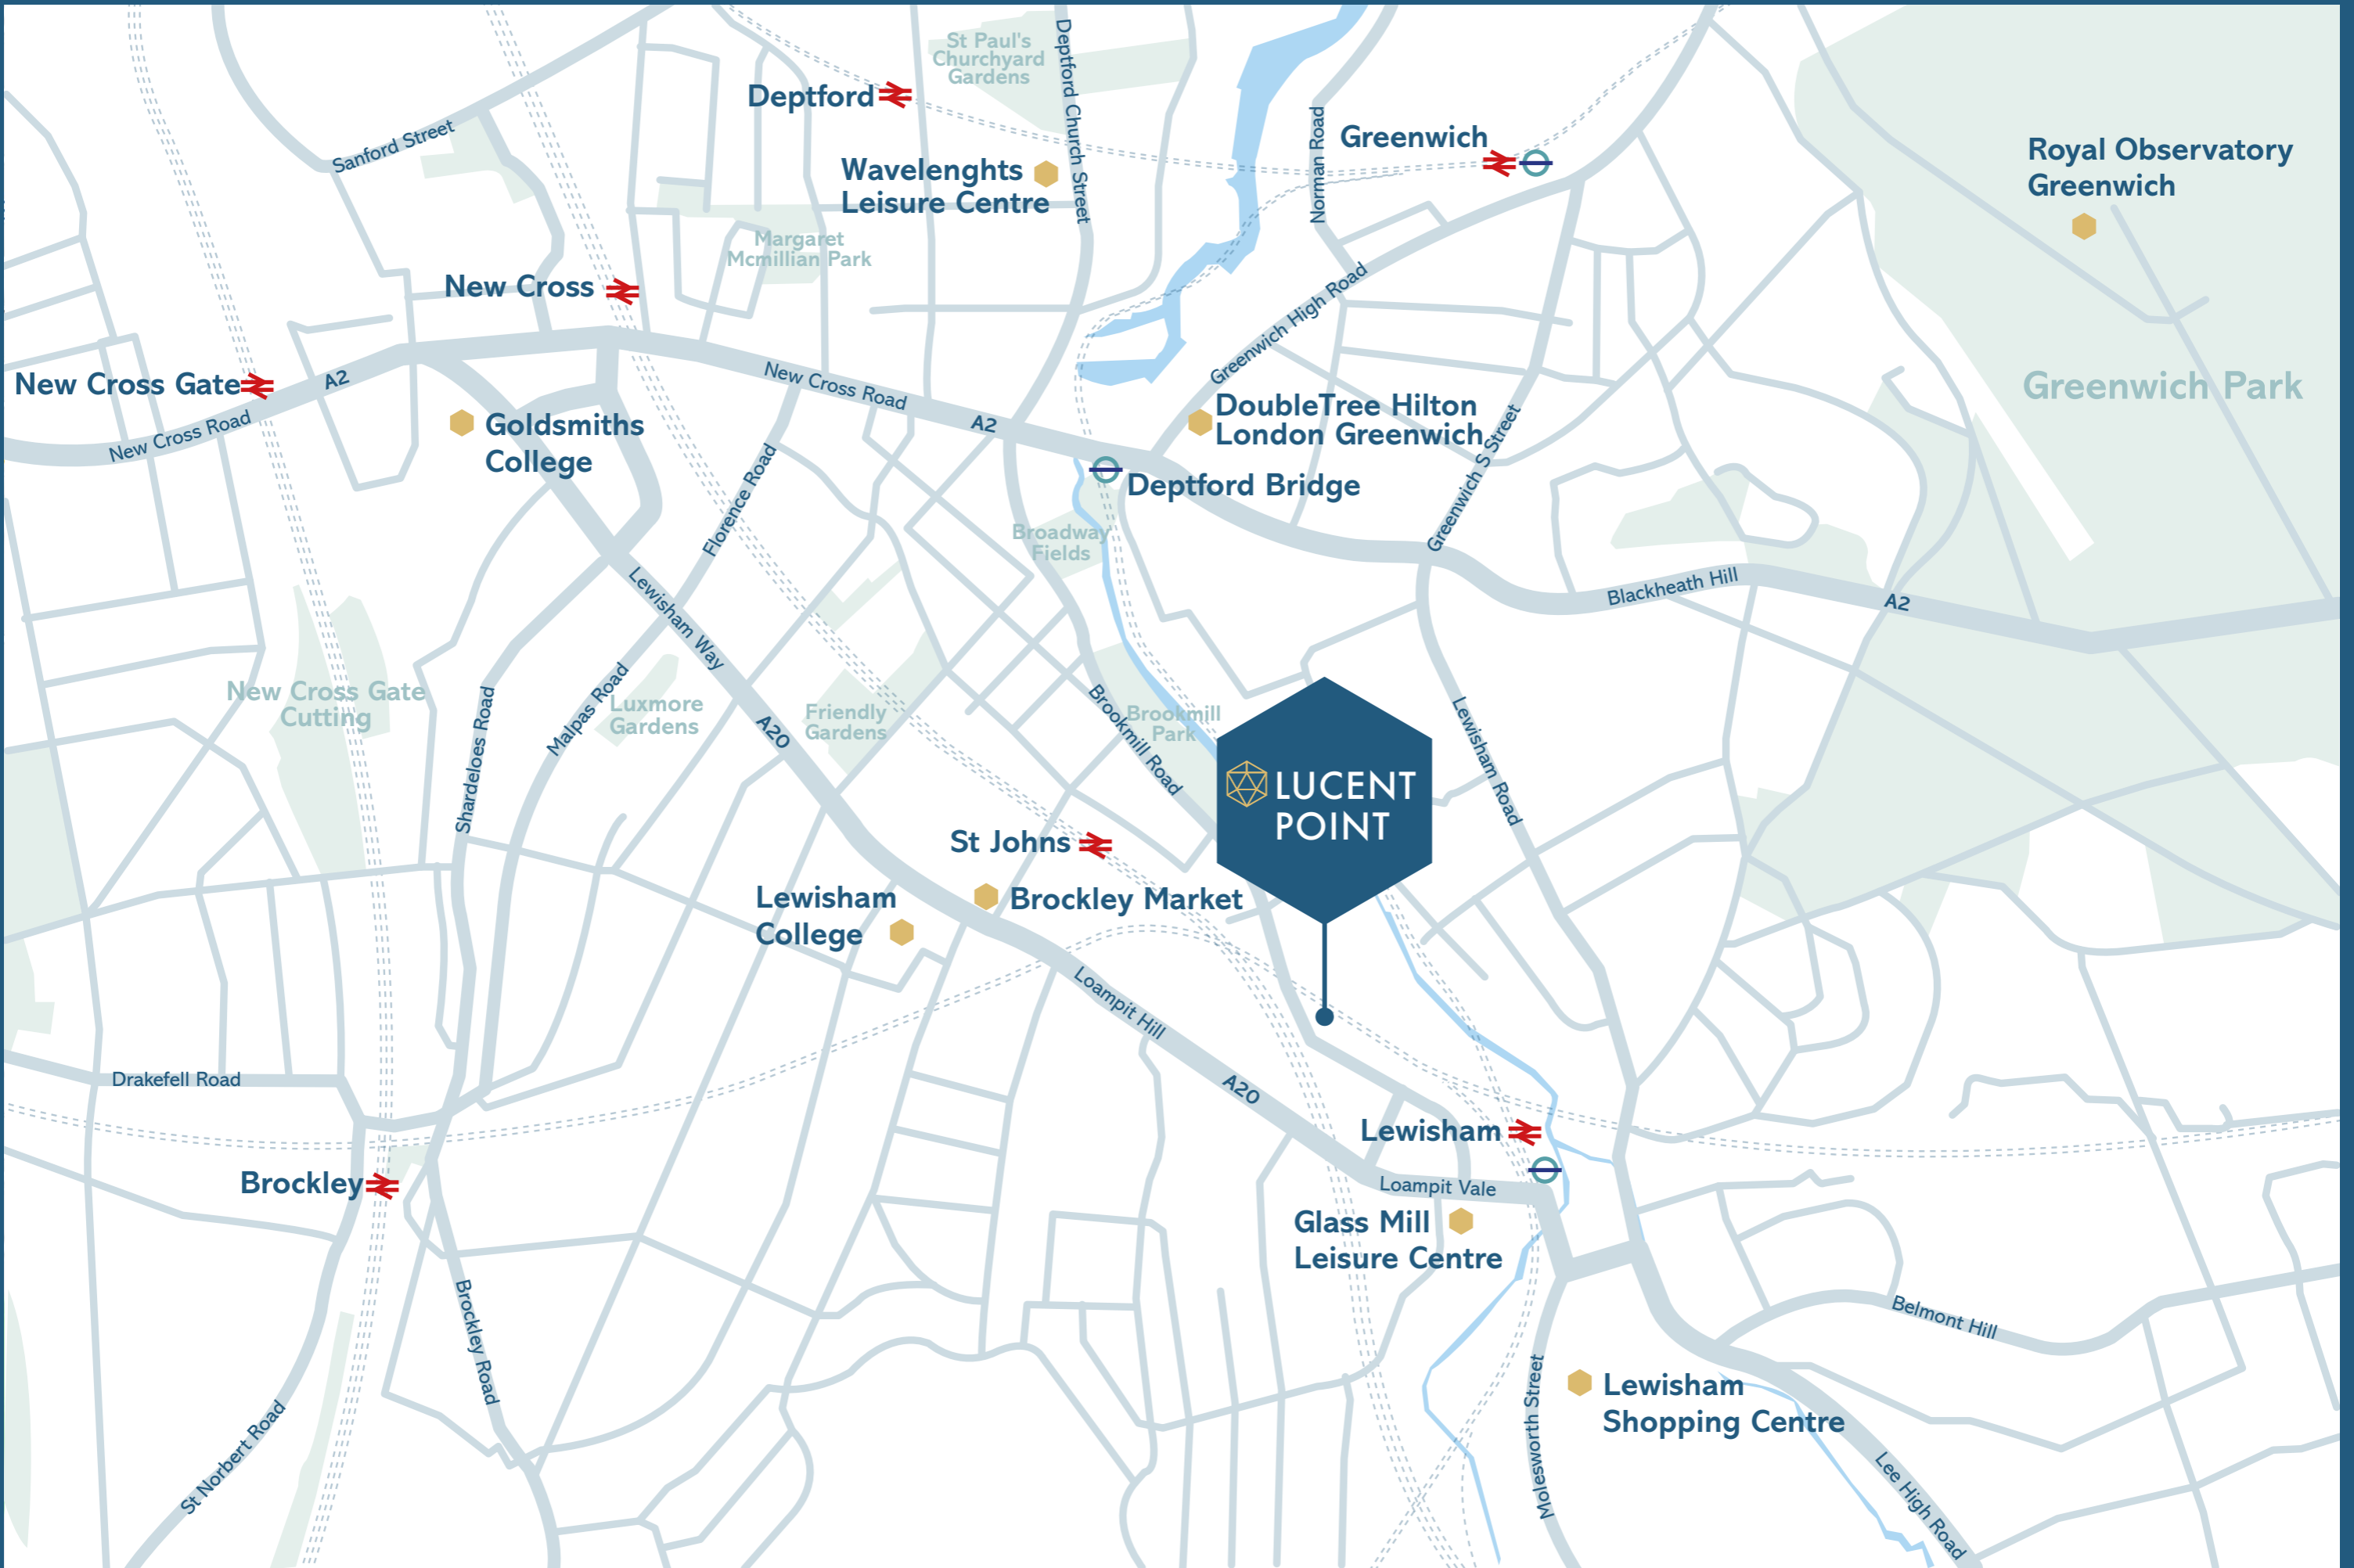 St Paul's
Churchyard
Gardens
Deptford Church Street
Deptford
Norman Road
Greenwich
Sanford Street
Royal Observatory
Greenwich
Wavelenghts
Leisure Centre
Margaret
Mcmillian Park
New Cross
Greenwich High Road
New Cross Gate
A2
New Cross Road
New Cross Road
A2
Greenwich Park
DoubleTree Hilton
London Greenwich
Goldsmiths
College
Greenwich S Street
Deptford Bridge
Florence Road
Broadway
Fields
Blackheath Hill
A2
Lewisham Way
New Cross Gate
Cutting
Shardeloes Road
Malpas Road
Luxmore
Gardens
A20
Friendly
Gardens
Brookmill Road
Brookmill
Park
Lewisham Road
LUCENT
POINT
St Johns
Lewisham
College
Brockley Market
Loampit Hill
Drakefell Road
A20
Lewisham
Brockley
Loampit Vale
Glass Mill
Leisure Centre
Brockley Road
Belmont Hill
Molesworth Street
Lewisham
Shopping Centre
St Norbert Road
Lee High Road